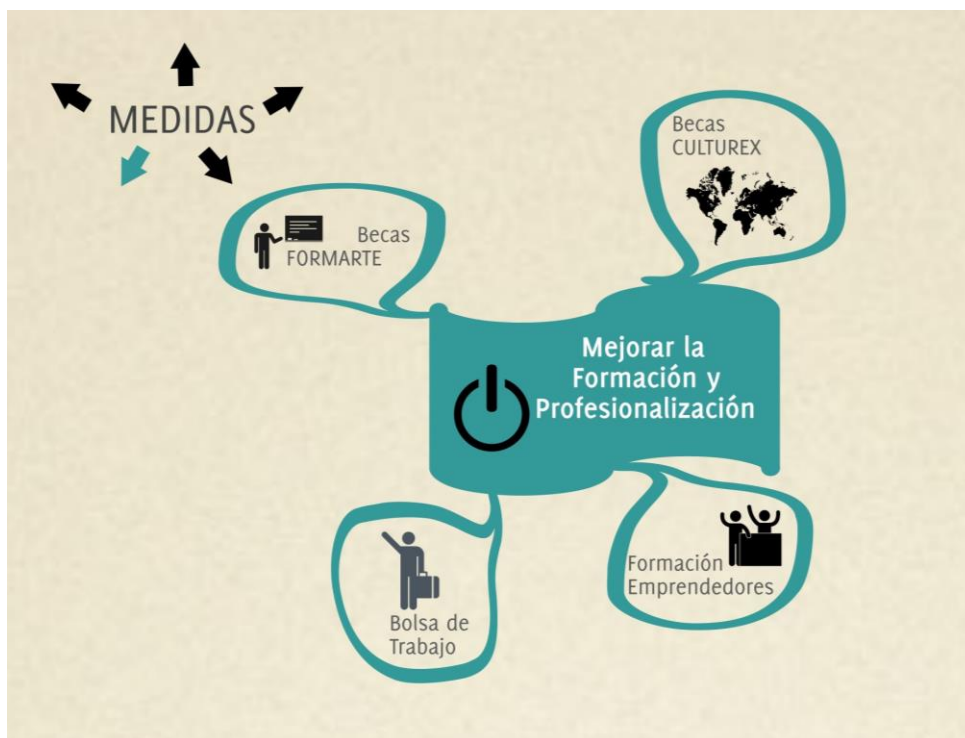 MEDIDAS
Becas
CULTUREX
Becas
FORMARTE
Mejorar la
Formación y
Profesionalización
Formación
Emprendedores
Bolsa de
Trabajo